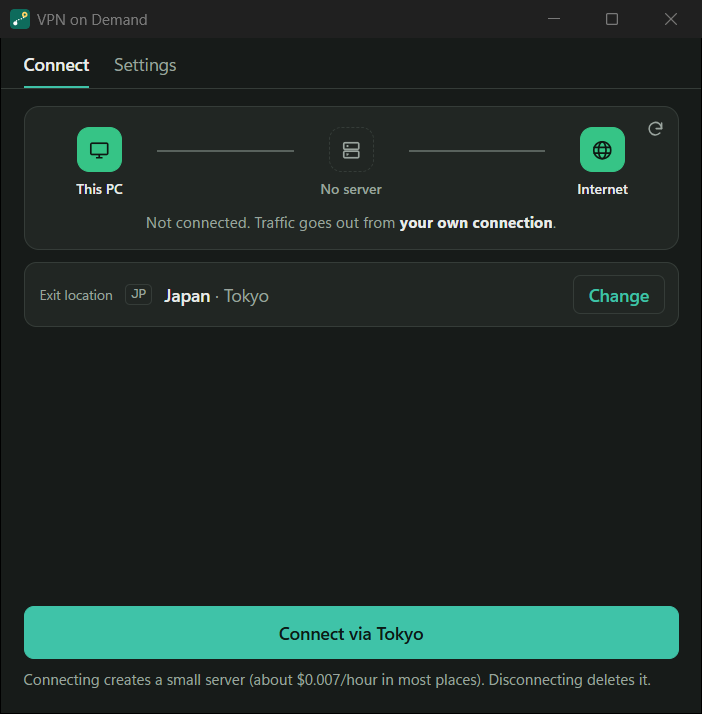 VPN on Demand
Connect Settings
This PC No server Internet
Not connected. Traffic goes out from your own connection.
Exit location JP Japan · Tokyo Change
Connect via Tokyo
Connecting creates a small server (about $0.007/hour in most places). Disconnecting deletes it.